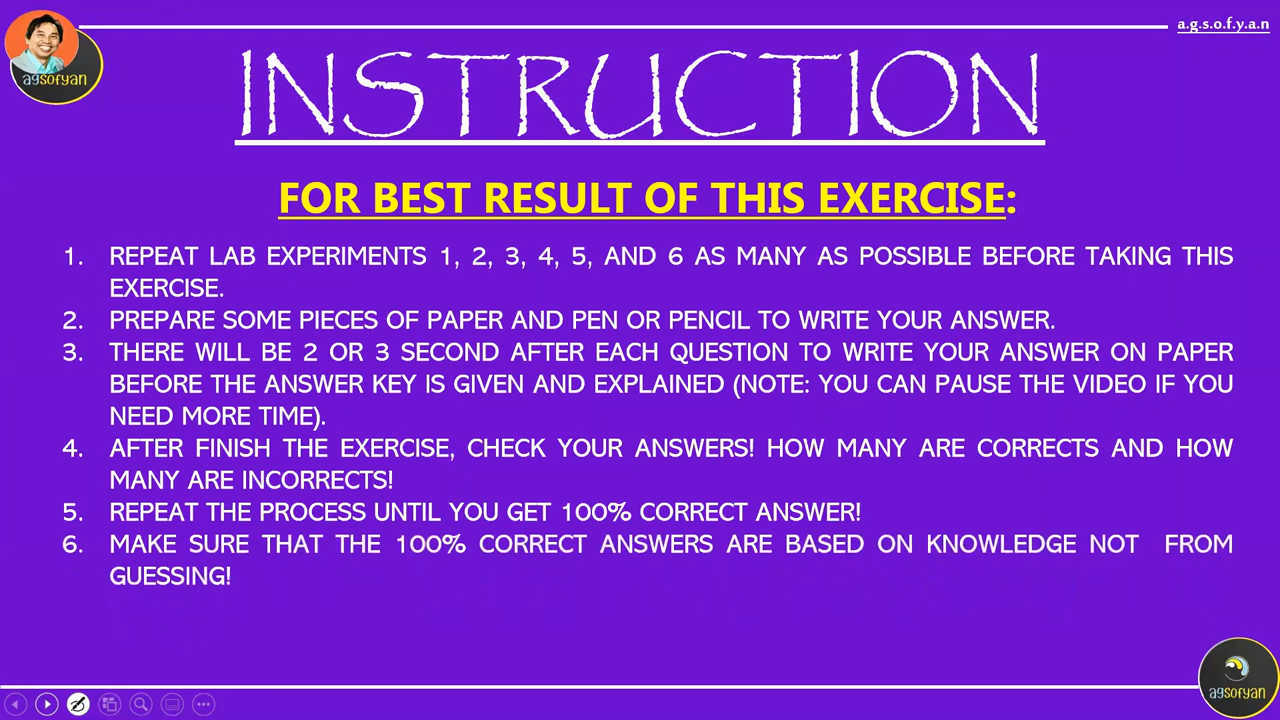 agsofyan
a.g.s.o.f.y.a.n
INSTRUCTION
FOR BEST RESULT OF THIS EXERCISE:
1. REPEAT LAB EXPERIMENTS 1, 2, 3, 4, 5, AND 6 AS MANY AS POSSIBLE BEFORE TAKING THIS
EXERCISE.
2. PREPARE SOME PIECES OF PAPER AND PEN OR PENCIL TO WRITE YOUR ANSWER.
3. THERE WILL BE 2 OR 3 SECOND AFTER EACH QUESTION TO WRITE YOUR ANSWER ON PAPER
BEFORE THE ANSWER KEY IS GIVEN AND EXPLAINED (NOTE: YOU CAN PAUSE THE VIDEO IF YOU
NEED MORE TIME).
4. AFTER FINISH THE EXERCISE, CHECK YOUR ANSWERS! HOW MANY ARE CORRECTS AND HOW
MANY ARE INCORRECTS!
5. REPEAT THE PROCESS UNTIL YOU GET 100% CORRECT ANSWER!
6. MAKE SURE THAT THE 100% CORRECT ANSWERS ARE BASED ON KNOWLEDGE NOT FROM
GUESSING!
agsofyan